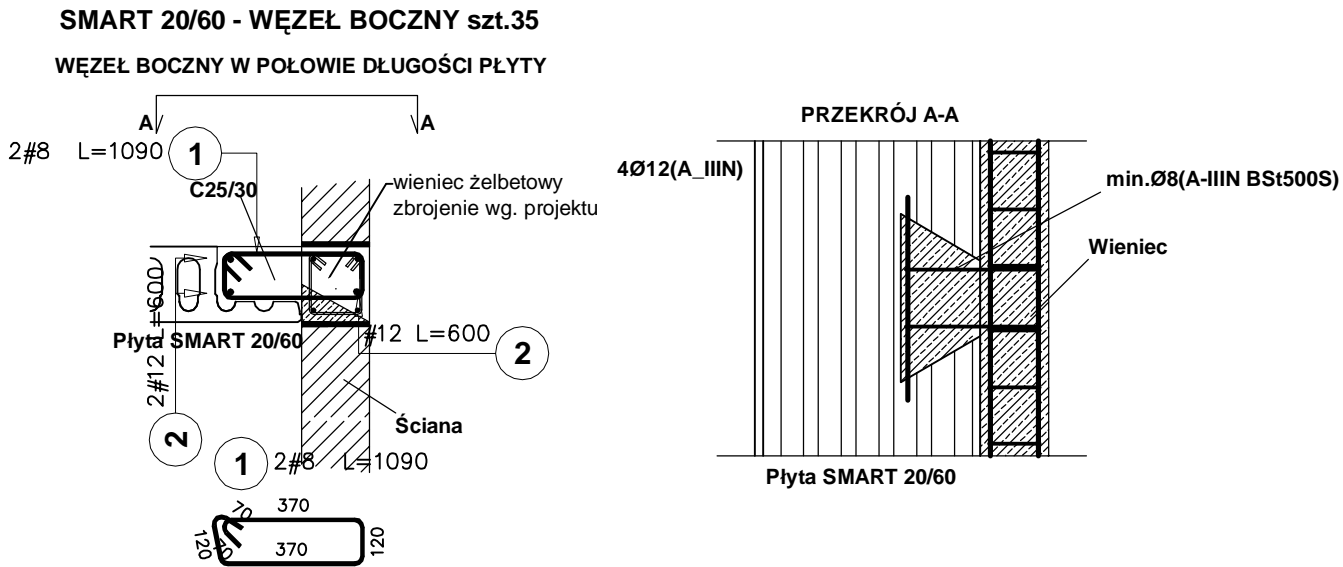 SMART 20/60 - WĘZEŁ BOCZNY szt.35
WĘZEŁ BOCZNY W POŁOWIE DŁUGOŚCI PŁYTY
A
A
2#8 L=1090
1
C25/30
wieniec żelbetowy
zbrojenie wg. projektu
2#12 L=600
Płyta SMART 20/60
#12 L=600
2
2
Ściana
1
2#8 L=1090
70
370
120
70
370
120
PRZEKRÓJ A-A
4Ø12(A_IIIN)
min.Ø8(A-IIIN BSt500S)
Wieniec
Płyta SMART 20/60